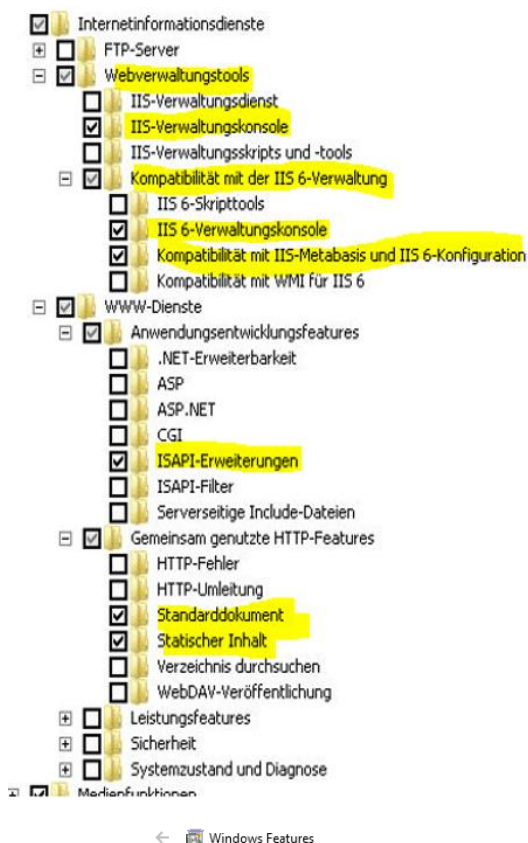 Internetinformationsdienste
FTP-Server
Webverwaltungstools
IIS-Verwaltungsdienst
IIS-Verwaltungskonsole
IIS-Verwaltungsskripts und -tools
Kompatibilität mit der IIS 6-Verwaltung
IIS 6-Skripttools
IIS 6-Verwaltungskonsole
Kompatibilität mit IIS-Metabasis und IIS 6-Konfiguration
Kompatibilität mit WMI für IIS 6
WWW-Dienste
Anwendungsentwicklungsfeatures
.NET-Erweiterbarkeit
ASP
ASP.NET
CGI
ISAPI-Erweiterungen
ISAPI-Filter
Serverseitige Include-Dateien
Gemeinsam genutzte HTTP-Features
HTTP-Fehler
HTTP-Umleitung
Standarddokument
Statischer Inhalt
Verzeichnis durchsuchen
WebDAV-Veröffentlichung
Leistungsfeatures
Sicherheit
Systemzustand und Diagnose
Medienfunktionen
Windows Features